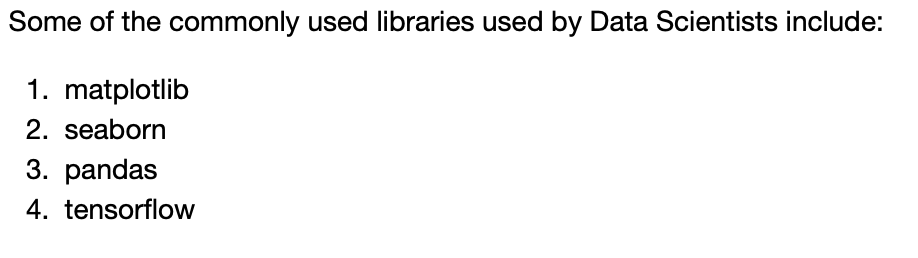 Some of the commonly used libraries used by Data Scientists include:
1. matplotlib
2. seaborn
3. pandas
4. tensorflow